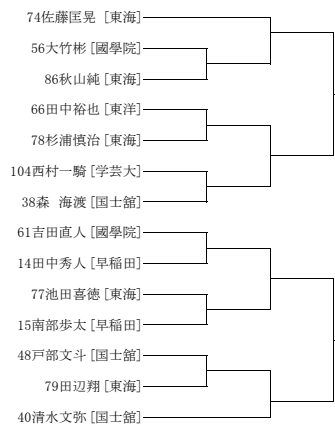 74佐藤匡晃 [東海]
56大竹彬 [國學院]
86秋山純 [東海]
66田中裕也 [東洋]
78杉浦慎治 [東海]
104西村一騎 [学芸大]
38森 海渡 [国士舘]
61吉田直人 [國學院]
14田中秀人 [早稲田]
77池田喜徳 [東海]
15南部歩太 [早稲田]
48戸部文斗 [国士舘]
79田辺翔 [東海]
40清水文弥 [国士舘]